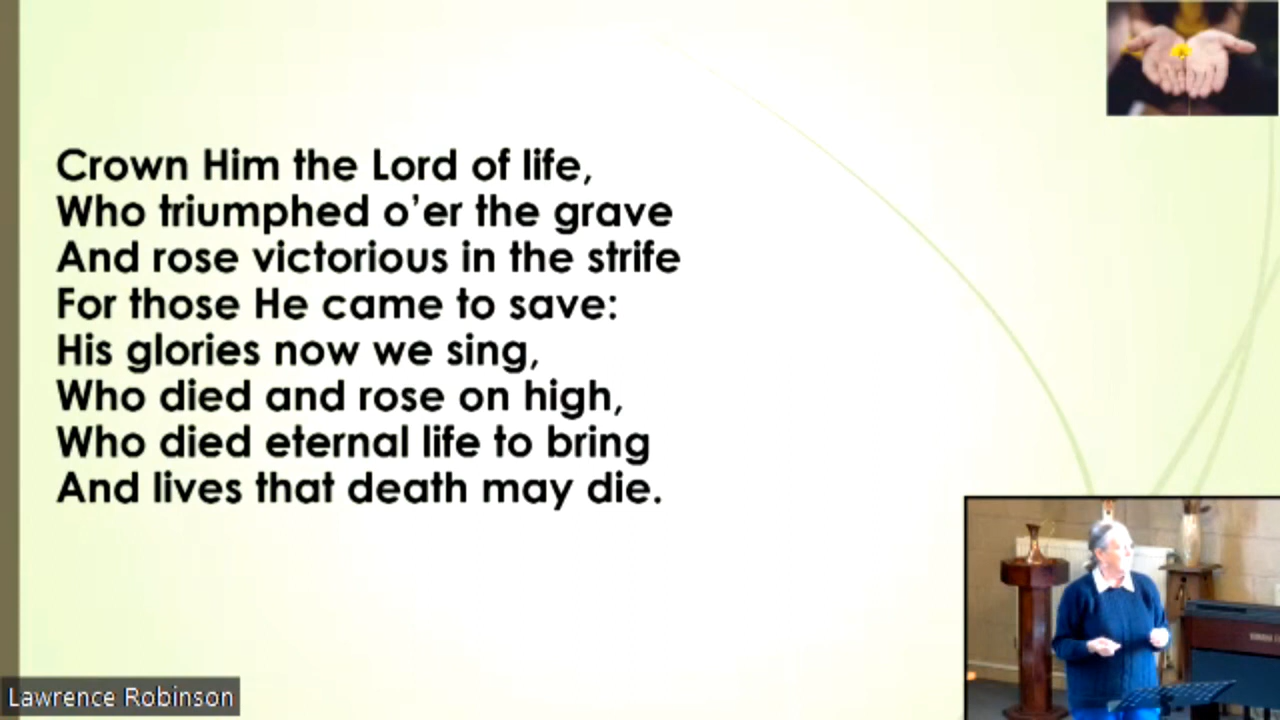 Crown Him the Lord of life,
Who triumphed o’er the grave
And rose victorious in the strife
For those He came to save:
His glories now we sing,
Who died and rose on high,
Who died eternal life to bring
And lives that death may die.
Lawrence Robinson